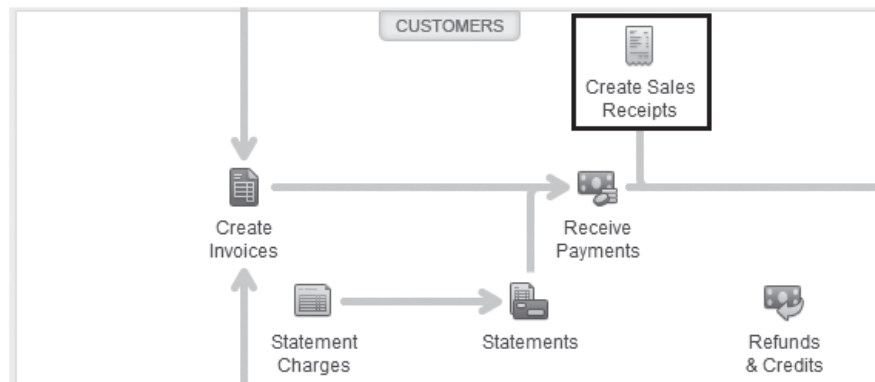 CUSTOMERS
Create Sales
Receipts
Create
Invoices
Receive
Payments
Statement
Charges
Statements
Refunds
& Credits